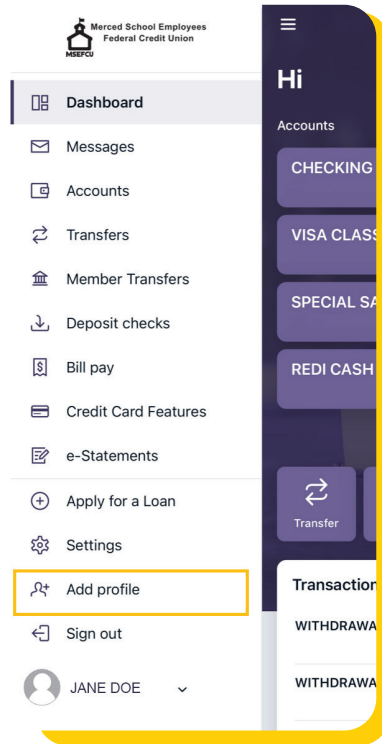 Merced School Employees
Federal Credit Union
MSEFCU
Dashboard
Messages
Accounts
Transfers
Member Transfers
Deposit checks
Bill pay
Credit Card Features
e-Statements
Apply for a Loan
Settings
Add profile
Sign out
JANE DOE
Hi
Accounts
CHECKING
VISA CLASS
SPECIAL SA
REDI CASH
Transfer
Transaction
WITHDRAWA
WITHDRAWA